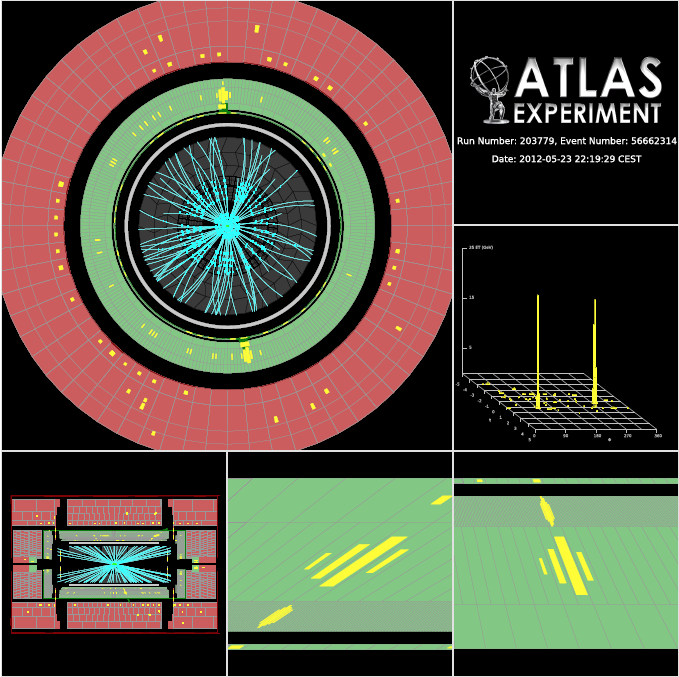 ATLAS
EXPERIMENT
Run Number: 203779, Event Number: 56662314
Date: 2012-05-23 22:19:29 CEST